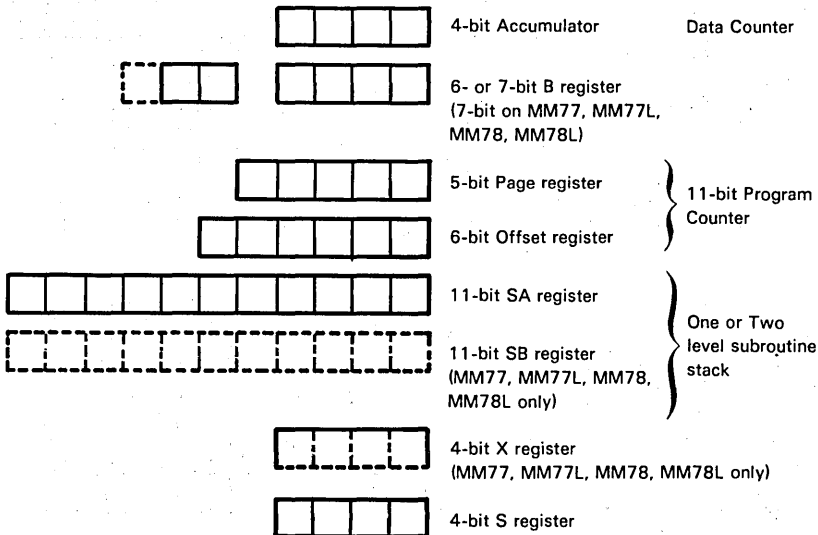 4-bit Accumulator Data Counter
6- or 7-bit B register
(7-bit on MM77, MM77L,
MM78, MM78L)
5-bit Page register
11-bit Program
Counter
6-bit Offset register
11-bit SA register
One or Two
level subroutine
stack
11-bit SB register
(MM77, MM77L, MM78,
MM78L only)
4-bit X register
(MM77, MM77L, MM78, MM78L only)
4-bit S register